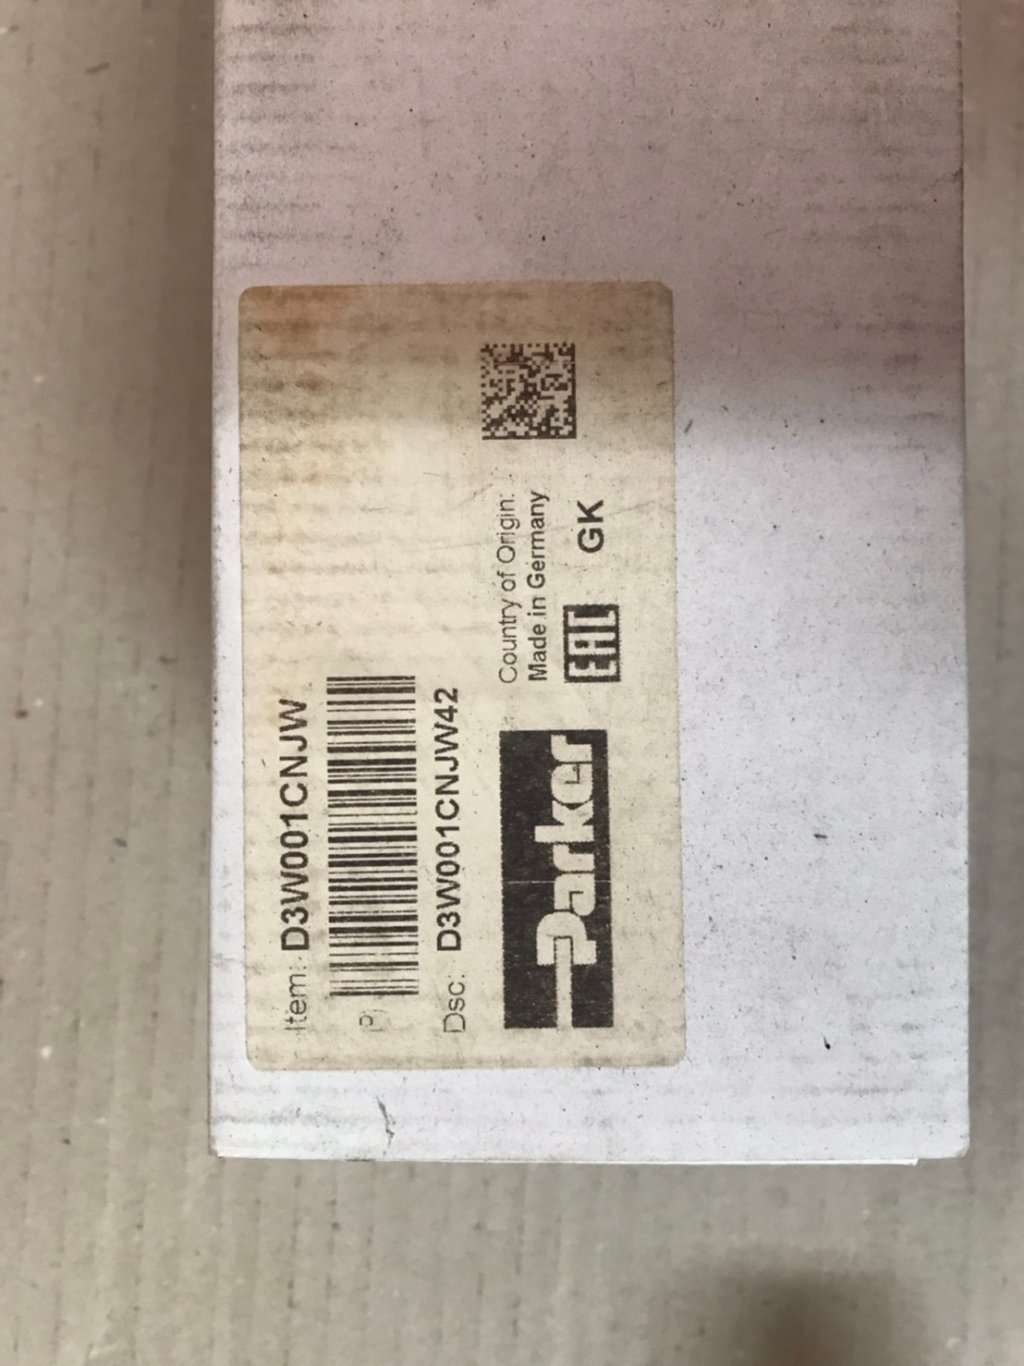 Item: D3W001CNJW
(P)
Dsc: D3W001CNJW42
Parker
Country of Origin:
Made in Germany
EAC GK